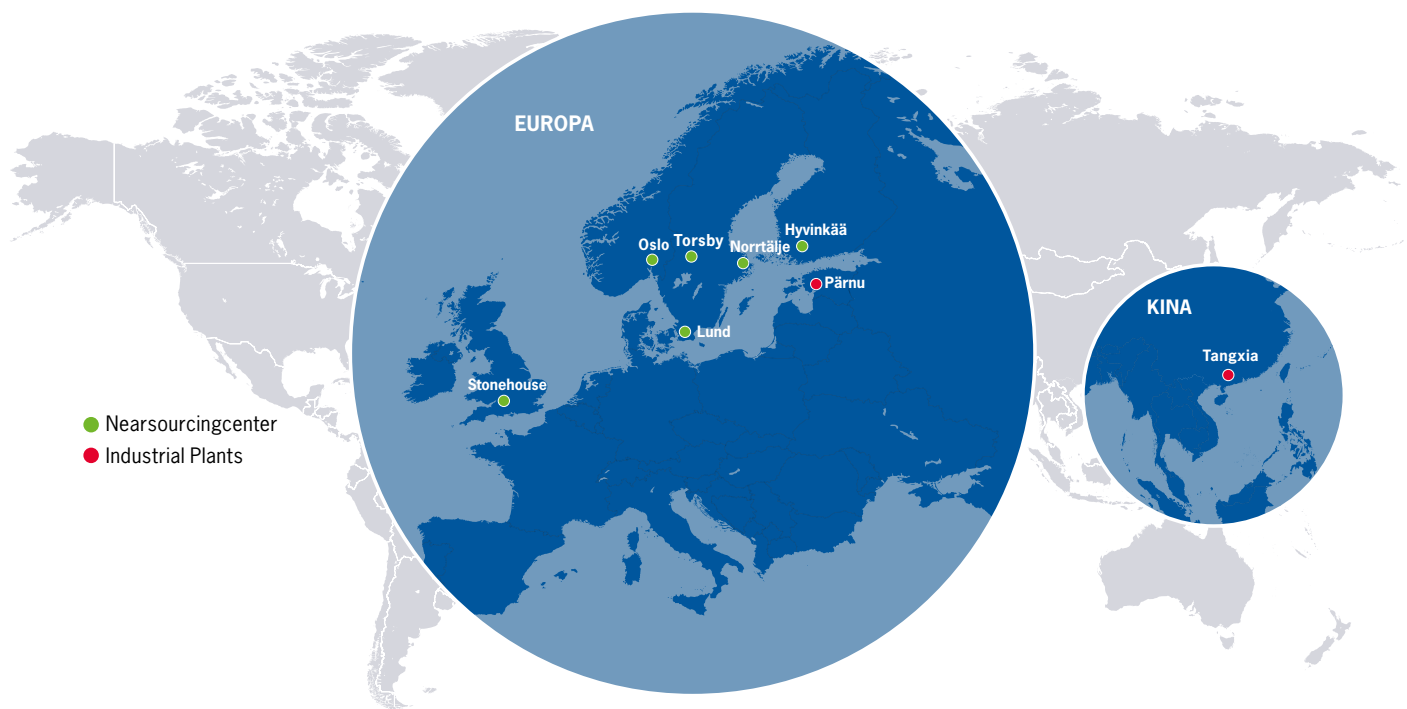 EUROPA
Hyvinkää
Oslo
Torsby
Norrtälje
Pärnu
KINA
Lund
Tangxia
Stonehouse
Nearsourcingcenter
Industrial Plants